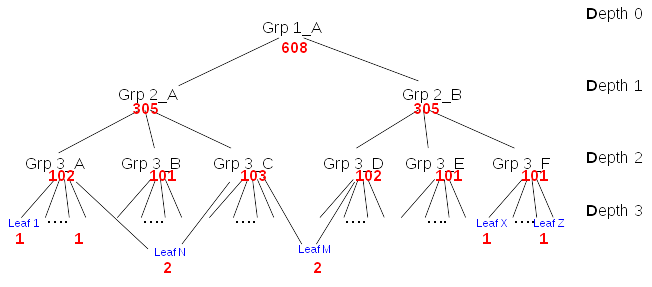 Grp 1_A
Depth 0
608
Depth 1
Grp 2_A
Grp 2_B
305
305
Depth 2
Grp 3_A
Grp 3_B
Grp 3_C
Grp 3_D
Grp 3_E
Grp 3_F
102
101
103
102
101
101
Depth 3
Leaf 1
....
....
....
....
....
....
Leaf X
Leaf Z
1
1
1
1
Leaf N
Leaf M
2
2